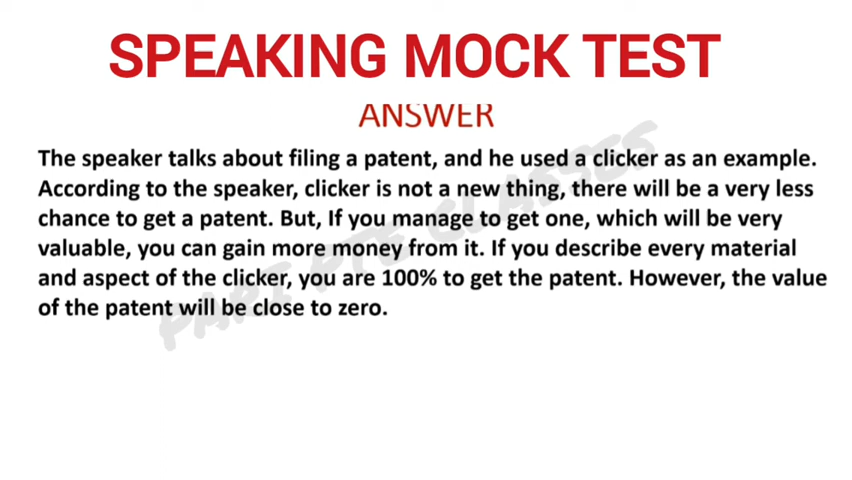 SPEAKING MOCK TEST
ANSWER
The speaker talks about filing a patent, and he used a clicker as an example.
According to the speaker, clicker is not a new thing, there will be a very less
chance to get a patent. But, If you manage to get one, which will be very
valuable, you can gain more money from it. If you describe every material
and aspect of the clicker, you are 100% to get the patent. However, the value
of the patent will be close to zero.
PARI PTE CLASSES